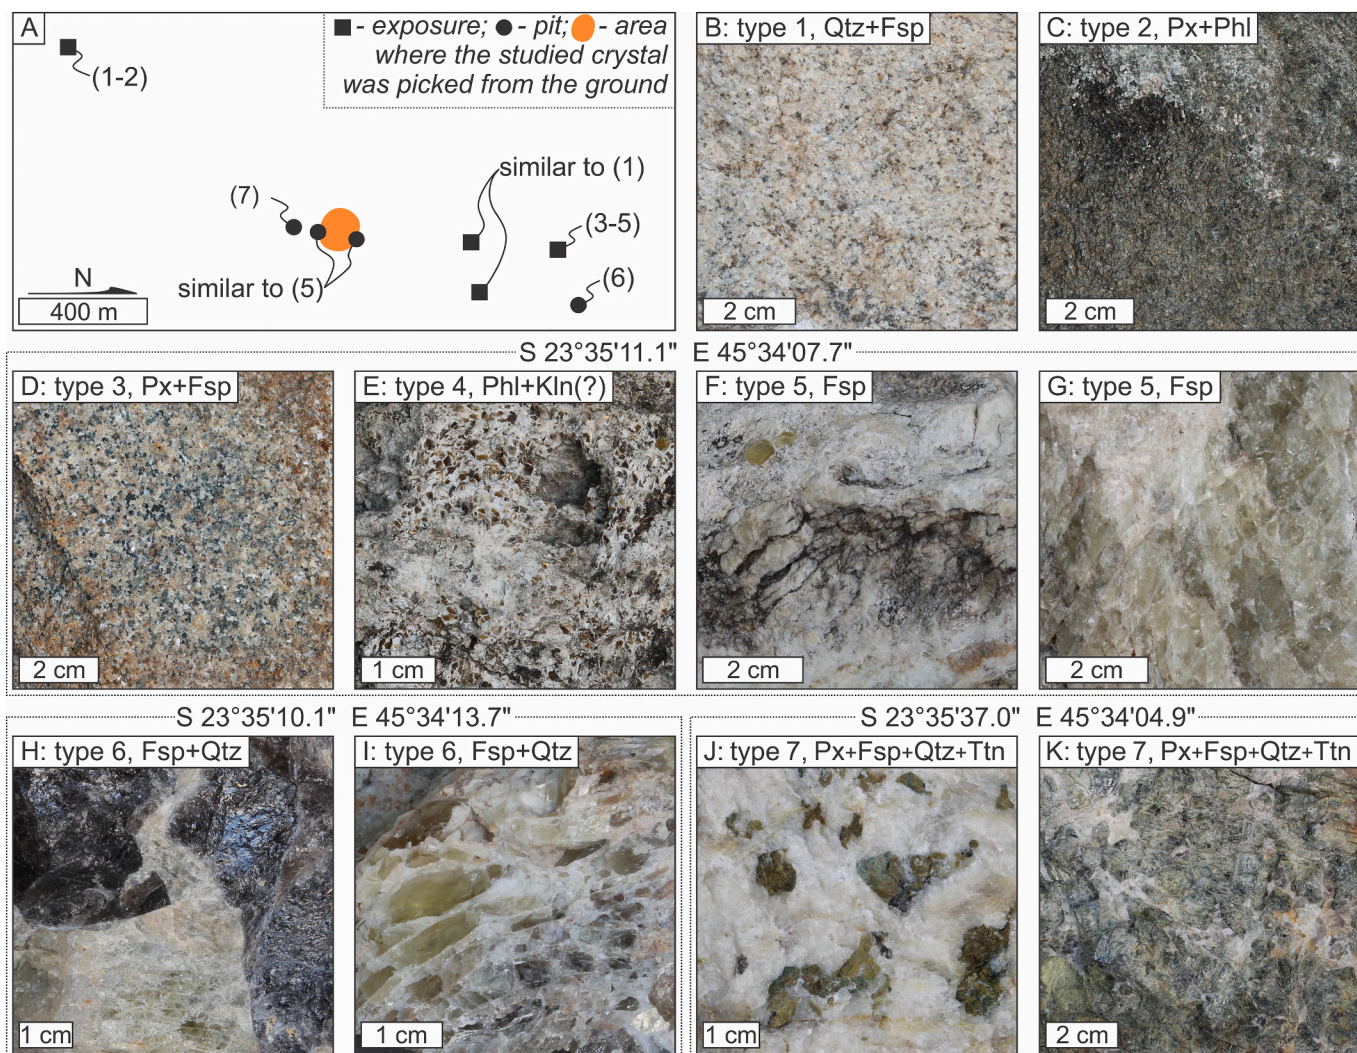 A
- exposure; - pit; - area
where the studied crystal
was picked from the ground
(1-2)
similar to (1)
(7)
(3-5)
(6)
similar to (5)
N
400 m
B: type 1, Qtz+Fsp
2 cm
C: type 2, Px+Phl
2 cm
S 23°35'11.1" E 45°34'07.7"
D: type 3, Px+Fsp
2 cm
E: type 4, Phl+Kln(?)
1 cm
F: type 5, Fsp
2 cm
G: type 5, Fsp
2 cm
S 23°35'10.1" E 45°34'13.7"
H: type 6, Fsp+Qtz
1 cm
I: type 6, Fsp+Qtz
1 cm
S 23°35'37.0" E 45°34'04.9"
J: type 7, Px+Fsp+Qtz+Ttn
1 cm
K: type 7, Px+Fsp+Qtz+Ttn
2 cm